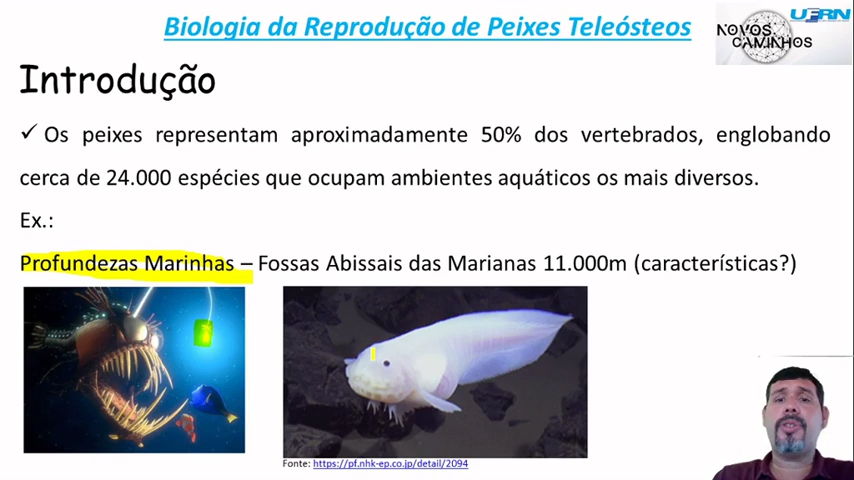 Biologia da Reprodução de Peixes Teleósteos
NOVOS
CAMINHOS
UFRN
Introdução
✓ Os peixes representam aproximadamente 50% dos vertebrados, englobando
cerca de 24.000 espécies que ocupam ambientes aquáticos os mais diversos.
Ex.:
Profundezas Marinhas – Fossas Abissais das Marianas 11.000m (características?)
Fonte: https://pf.nhk-ep.co.jp/detail/2094